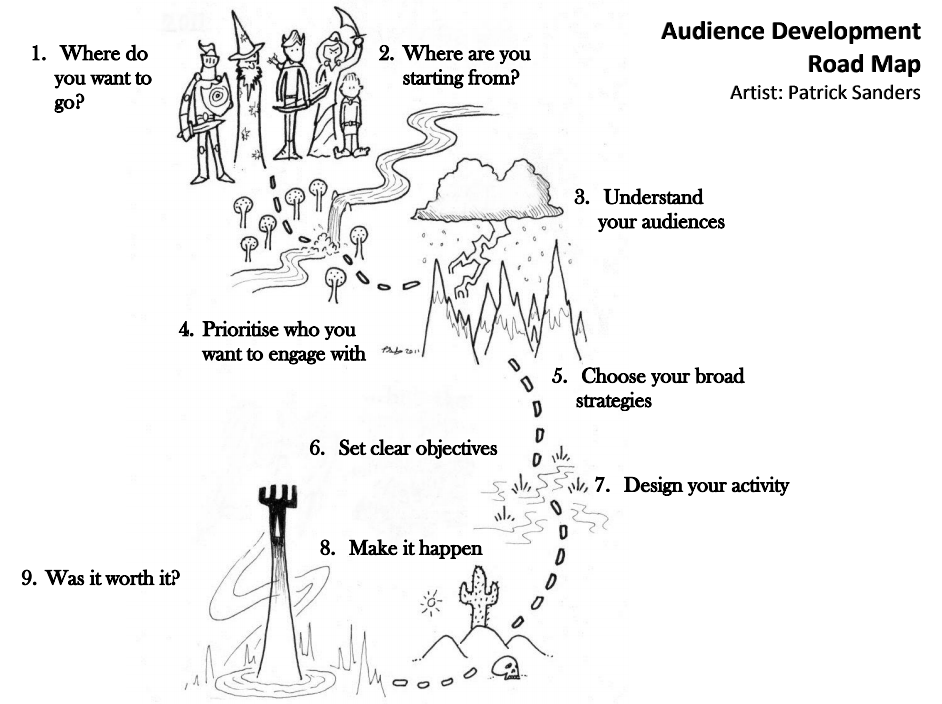 Audience Development
Road Map
Artist: Patrick Sanders
1. Where do
you want to
go?
2. Where are you
starting from?
3. Understand
your audiences
4. Prioritise who you
want to engage with
5. Choose your broad
strategies
6. Set clear objectives
7. Design your activity
8. Make it happen
9. Was it worth it?